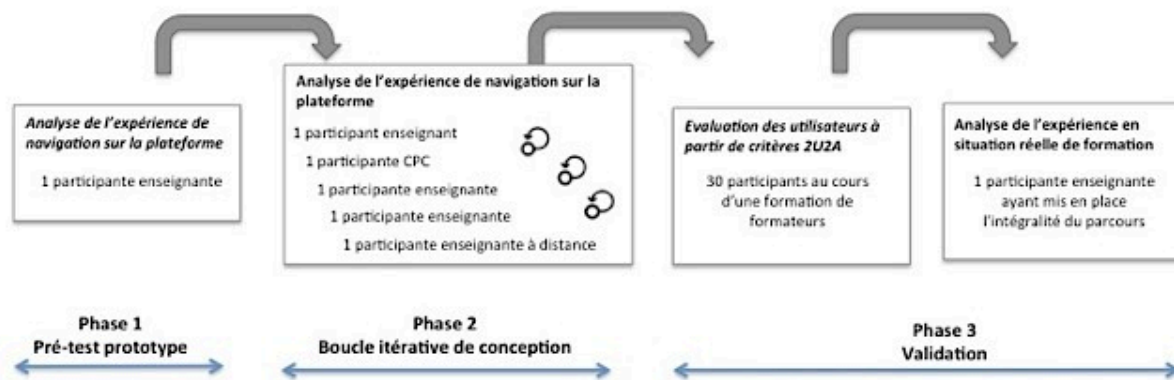 Analyse de l'expérience de
navigation sur la plateforme
1 participante enseignante
Analyse de l'expérience de navigation sur la
plateforme
1 participant enseignant
1 participante CPC
1 participante enseignante
1 participante enseignante
1 participante enseignante à distance
Evaluation des utilisateurs à
partir de critères 2U2A
30 participants au cours
d'une formation de
formateurs
Analyse de l'expérience en
situation réelle de formation
1 participante enseignante
ayant mis en place
l'intégralité du parcours
Phase 1
Pré-test prototype
Phase 2
Boucle itérative de conception
Phase 3
Validation